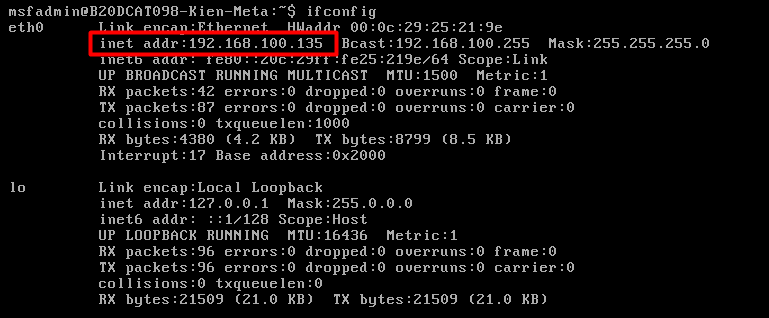 msfadmin@B20DCAT098-Kien-Meta:~$ ifconfig
eth0      Link encap:Ethernet  HWaddr 00:0c:29:25:21:9e
          inet addr:192.168.100.135  Bcast:192.168.100.255  Mask:255.255.255.0
          inet6 addr: fe80::20c:29ff:fe25:219e/64 Scope:Link
          UP BROADCAST RUNNING MULTICAST  MTU:1500  Metric:1
          RX packets:42 errors:0 dropped:0 overruns:0 frame:0
          TX packets:87 errors:0 dropped:0 overruns:0 carrier:0
          collisions:0 txqueuelen:1000
          RX bytes:4380 (4.2 KB)  TX bytes:8799 (8.5 KB)
          Interrupt:17 Base address:0x2000
lo        Link encap:Local Loopback
          inet addr:127.0.0.1  Mask:255.0.0.0
          inet6 addr: ::1/128 Scope:Host
          UP LOOPBACK RUNNING  MTU:16436  Metric:1
          RX packets:96 errors:0 dropped:0 overruns:0 frame:0
          TX packets:96 errors:0 dropped:0 overruns:0 carrier:0
          collisions:0 txqueuelen:0
          RX bytes:21509 (21.0 KB)  TX bytes:21509 (21.0 KB)